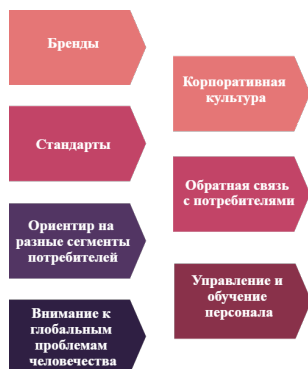 Бренды
Стандарты
Ориентир на
разные сегменты
потребителей
Внимание к
глобальным
проблемам
человечества
Корпоративная
культура
Обратная связь
с потребителями
Управление и
обучение
персонала